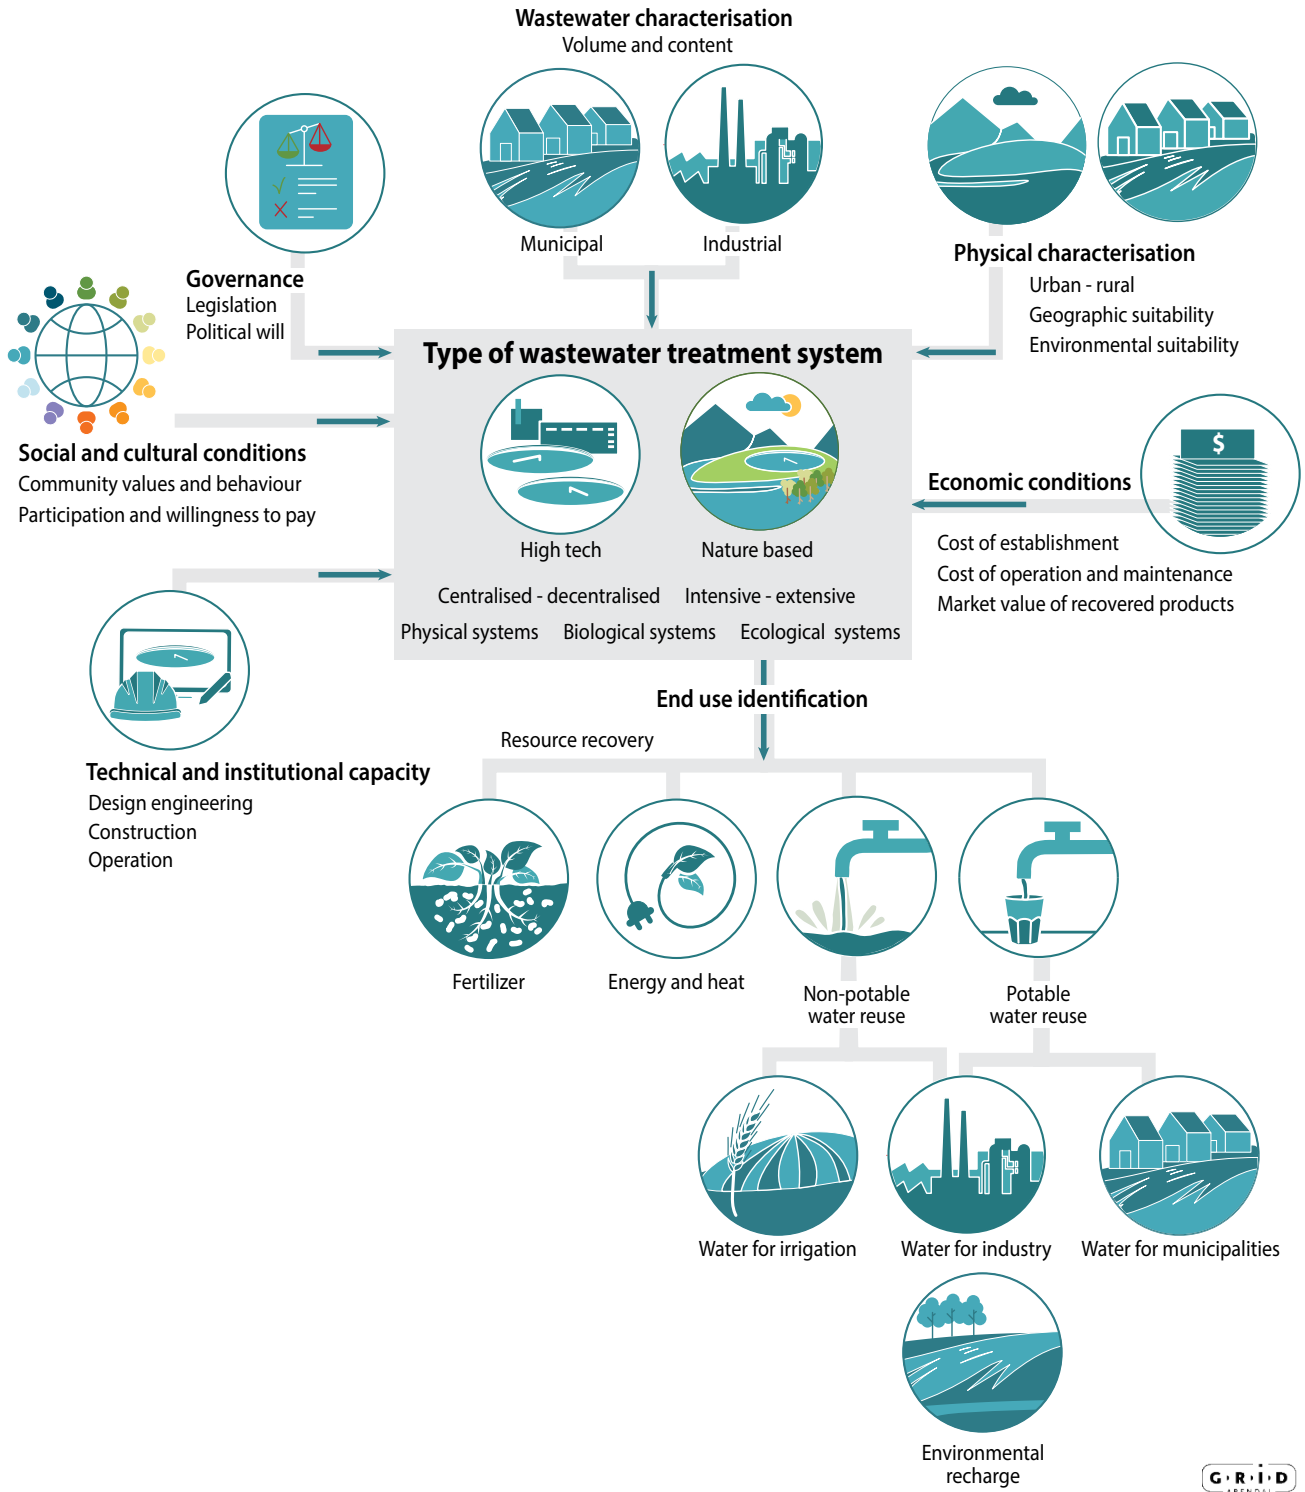 Wastewater characterisation
Volume and content
Municipal
Industrial
Governance
Legislation
Political will
Physical characterisation
Urban - rural
Geographic suitability
Environmental suitability
Type of wastewater treatment system
High tech
Nature based
Centralised - decentralised
Intensive - extensive
Physical systems
Biological systems
Ecological systems
Social and cultural conditions
Community values and behaviour
Participation and willingness to pay
$
Economic conditions
Cost of establishment
Cost of operation and maintenance
Market value of recovered products
Technical and institutional capacity
Design engineering
Construction
Operation
End use identification
Resource recovery
Fertilizer
Energy and heat
Non-potable
water reuse
Potable
water reuse
Water for irrigation
Water for industry
Water for municipalities
Environmental
recharge
G·R·i·D
ARENDAL